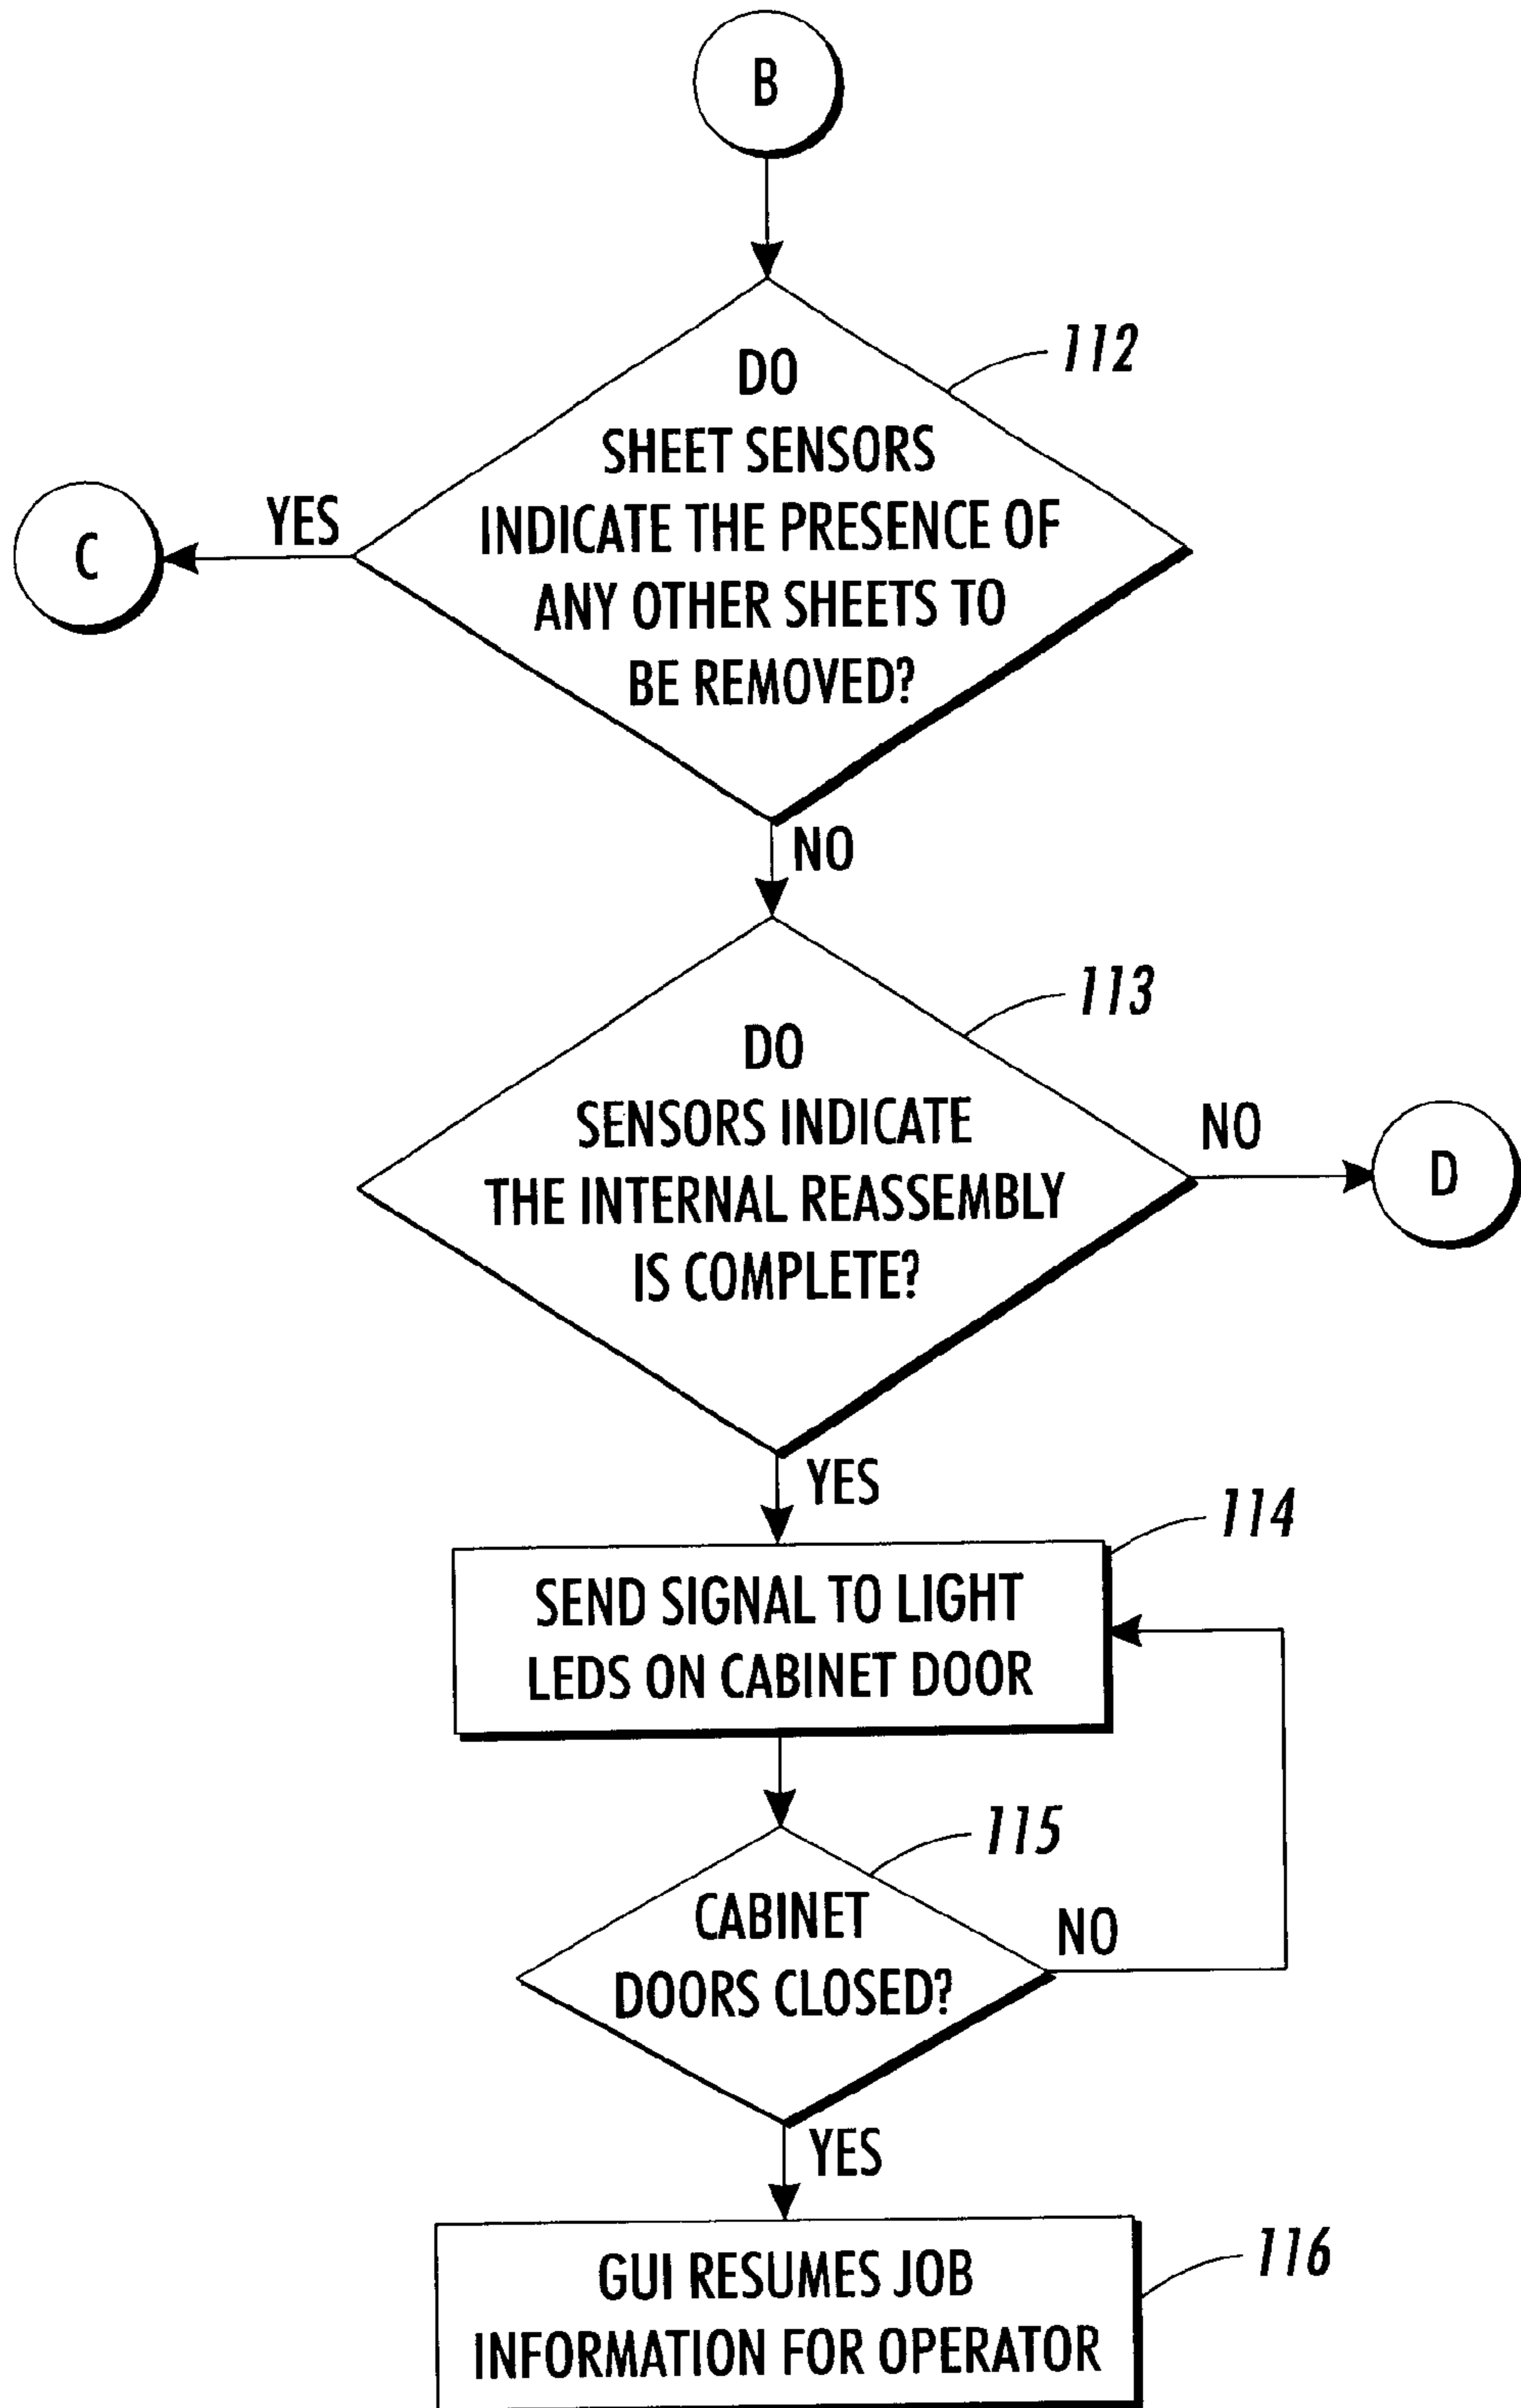 B
DO
112
SHEET SENSORS
INDICATE THE PRESENCE OF
ANY OTHER SHEETS TO
BE REMOVED?
YES
C
NO
113
DO
SENSORS INDICATE
THE INTERNAL REASSEMBLY
IS COMPLETE?
NO
D
YES
114
SEND SIGNAL TO LIGHT
LEDS ON CABINET DOOR
115
CABINET
DOORS CLOSED?
NO
YES
116
GUI RESUMES JOB
INFORMATION FOR OPERATOR